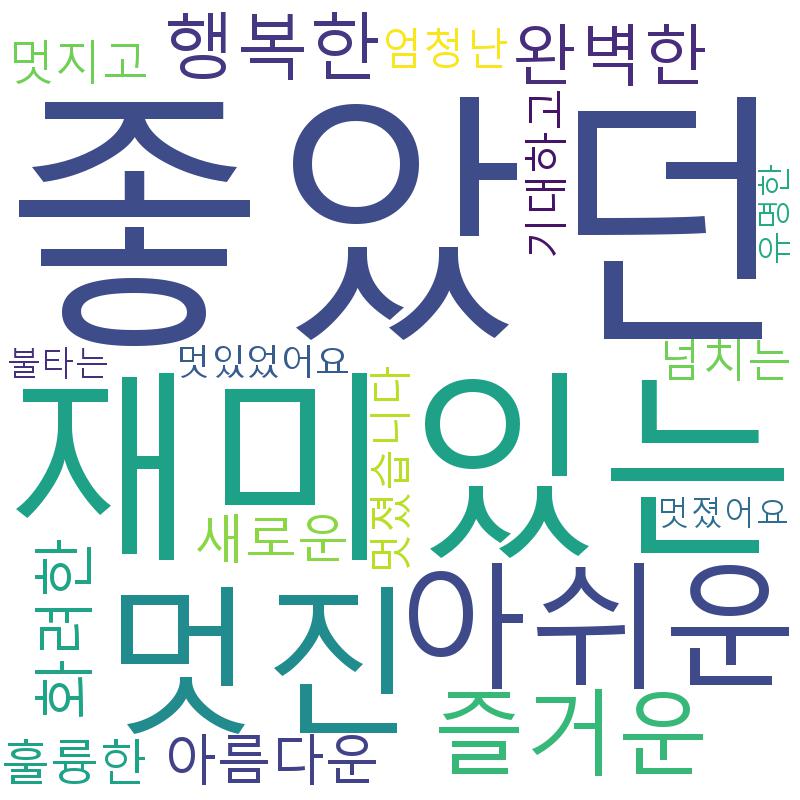 멋지고
행복한
엄청난
완벽한
좋았던
기대하고
유명한
불타는
멋있었어요
넘치는
재미있는
멋졌습니다
새로운
멋졌어요
화려한
멋진
아쉬운
즐거운
훌륭한
아름다운